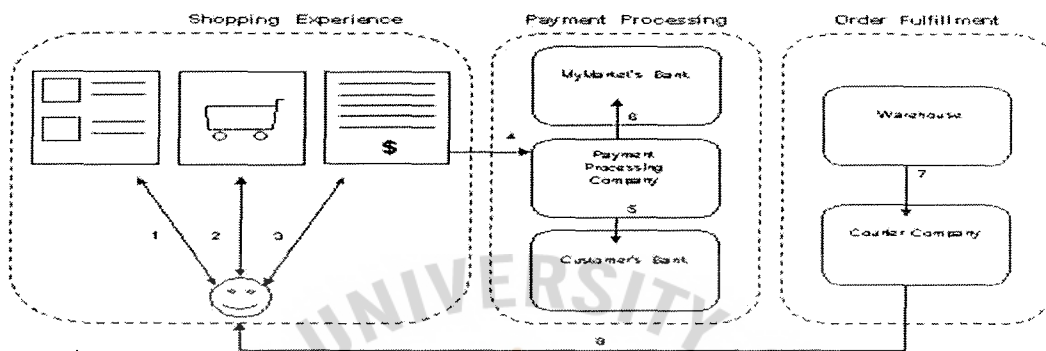 Shopping Experience
Payment Processing
Order Fulfillment
MyMarket's Bank
6
Payment
Processing
Company
5
Customer's Bank
Warehouse
7
Courier Company
$
4
1
2
3
8
UNIVERSITY